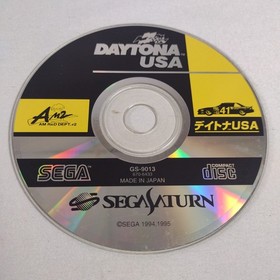 DAYTONA
USA
AM2
AM R&D DEPT. #2
41
デイトナUSA
SEGA
GS-9013
MADE IN JAPAN
COMPACT
disc
SEGA SATURN
©SEGA 1994,1995